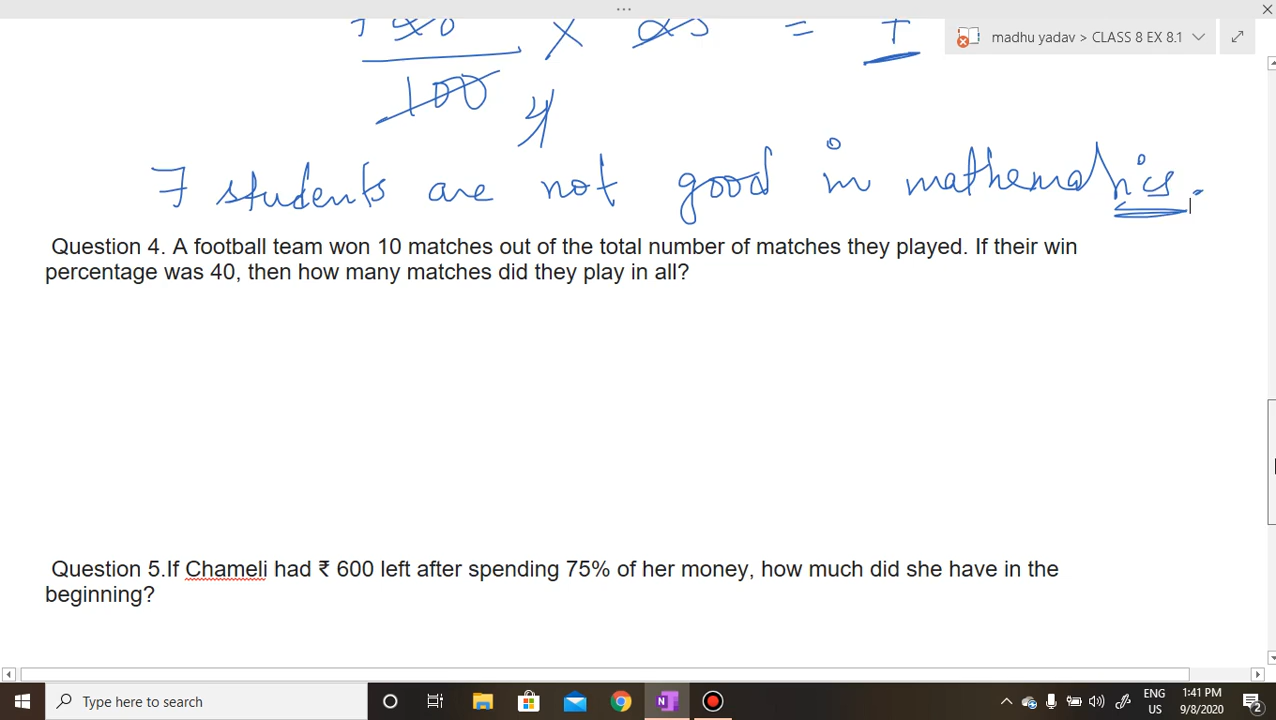 madhu yadav > CLASS 8 EX 8.1
100
4
7 students are not good in mathematics.
Question 4. A football team won 10 matches out of the total number of matches they played. If their win
percentage was 40, then how many matches did they play in all?
Question 5.If Chameli had ₹ 600 left after spending 75% of her money, how much did she have in the
beginning?
Type here to search
ENG
US
1:41 PM
9/8/2020
2